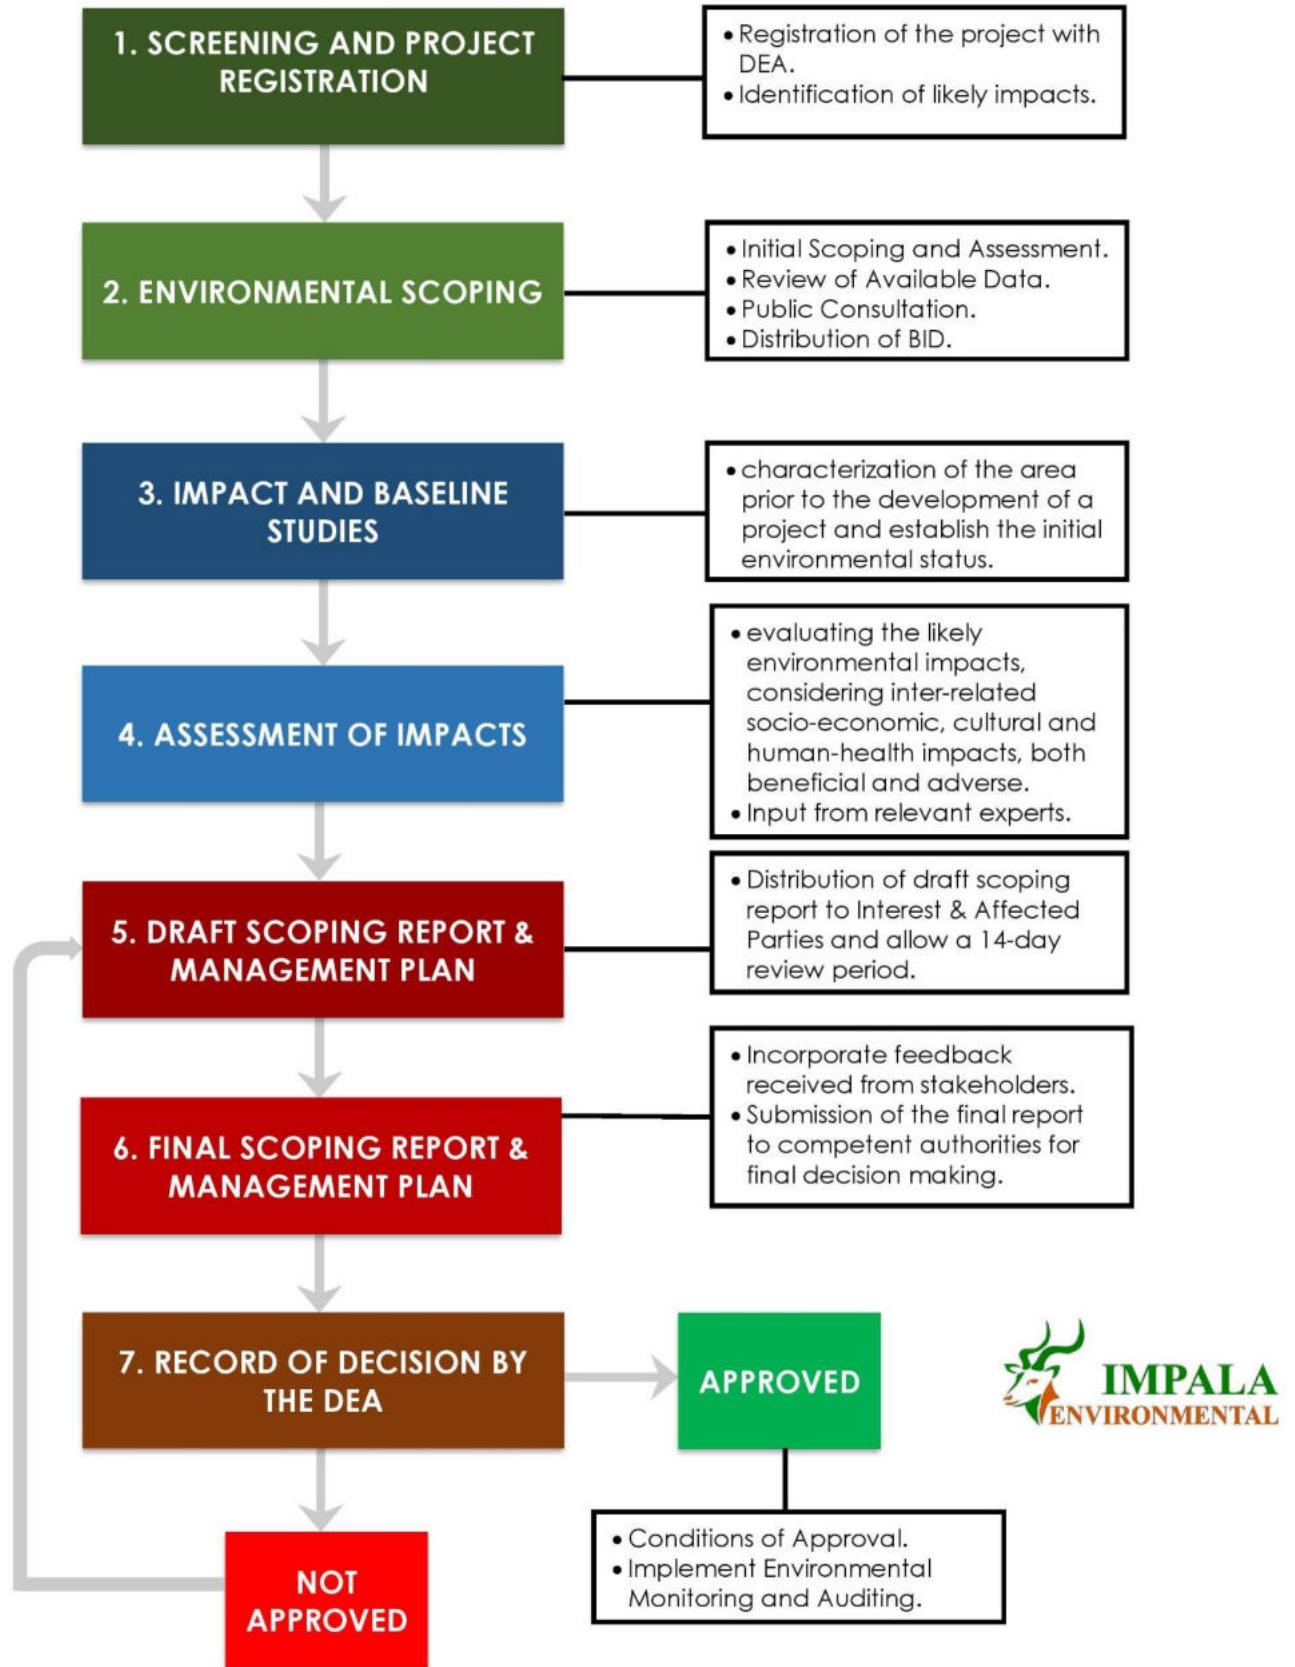 1. SCREENING AND PROJECT
REGISTRATION
• Registration of the project with
DEA.
• Identification of likely impacts.
2. ENVIRONMENTAL SCOPING
• Initial Scoping and Assessment.
• Review of Available Data.
• Public Consultation.
• Distribution of BID.
3. IMPACT AND BASELINE
STUDIES
• characterization of the area
prior to the development of a
project and establish the initial
environmental status.
4. ASSESSMENT OF IMPACTS
• evaluating the likely
environmental impacts,
considering inter-related
socio-economic, cultural and
human-health impacts, both
beneficial and adverse.
• Input from relevant experts.
5. DRAFT SCOPING REPORT &
MANAGEMENT PLAN
• Distribution of draft scoping
report to Interest & Affected
Parties and allow a 14-day
review period.
6. FINAL SCOPING REPORT &
MANAGEMENT PLAN
• Incorporate feedback
received from stakeholders.
• Submission of the final report
to competent authorities for
final decision making.
7. RECORD OF DECISION BY
THE DEA
APPROVED
IMPALA
ENVIRONMENTAL
• Conditions of Approval.
• Implement Environmental
Monitoring and Auditing.
NOT
APPROVED